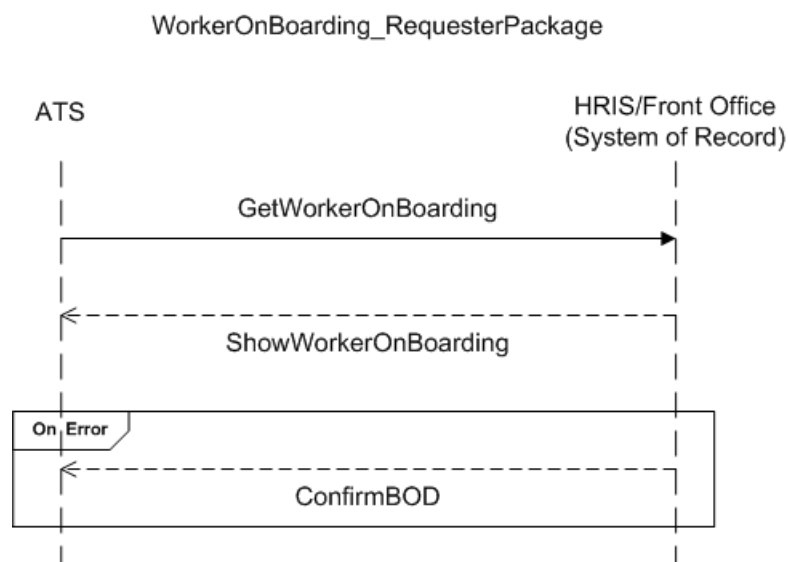 WorkerOnBoarding_RequesterPackage
ATS
HRIS/Front Office
(System of Record)
GetWorkerOnBoarding
ShowWorkerOnBoarding
On Error
ConfirmBOD